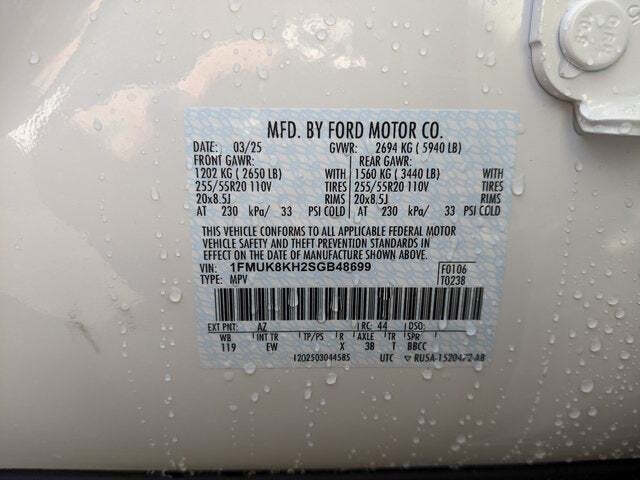 MFD. BY FORD MOTOR CO.
DATE: 03/25 GVWR: 2694 KG ( 5940 LB)
FRONT GAWR: REAR GAWR:
1202 KG ( 2650 LB) WITH 1560 KG ( 3440 LB) WITH
255/55R20 110V TIRES 255/55R20 110V TIRES
20x8.5J RIMS 20x8.5J RIMS
AT 230 kPa/ 33 PSI COLD AT 230 kPa/ 33 PSI COLD
THIS VEHICLE CONFORMS TO ALL APPLICABLE FEDERAL MOTOR
VEHICLE SAFETY AND THEFT PREVENTION STANDARDS IN
EFFECT ON THE DATE OF MANUFACTURE SHOWN ABOVE.
VIN: 1FMUK8KH2SGB48699 F0106
TYPE: MPV T0238
EXT PNT: AZ RC: 44 DSO:
WB INT TR TP/PS R AXLE TR SPR
119 EW X 38 T BBCC
1202503044585 UTC